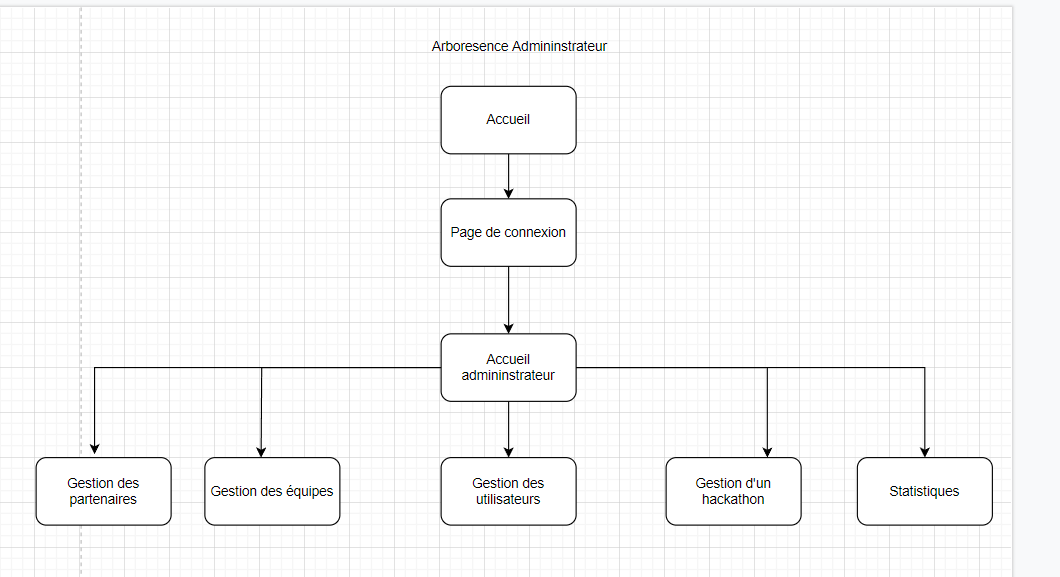 Arboresence Admininstrateur
Accueil
Page de connexion
Accueil
admininstrateur
Gestion des
partenaires
Gestion des équipes
Gestion des
utilisateurs
Gestion d'un
hackathon
Statistiques